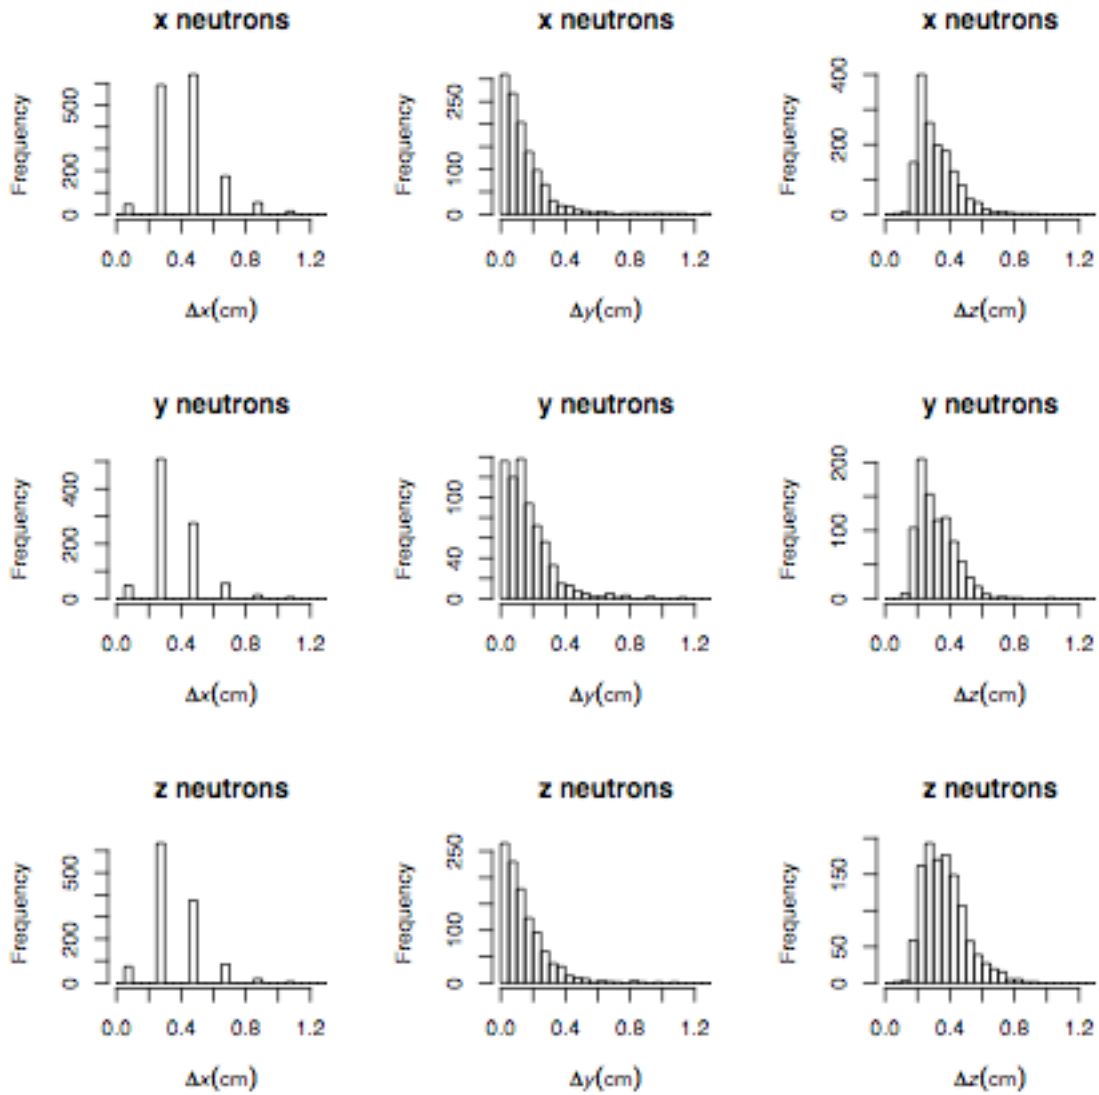 x neutrons
Frequency
0 200 500
0.0 0.4 0.8 1.2
Δx(cm)
x neutrons
Frequency
0 100 250
0.0 0.4 0.8 1.2
Δy(cm)
x neutrons
Frequency
0 200 400
0.0 0.4 0.8 1.2
Δz(cm)
y neutrons
Frequency
0 200 400
0.0 0.4 0.8 1.2
Δx(cm)
y neutrons
Frequency
0 40 100
0.0 0.4 0.8 1.2
Δy(cm)
y neutrons
Frequency
0 100 200
0.0 0.4 0.8 1.2
Δz(cm)
z neutrons
Frequency
0 200 500
0.0 0.4 0.8 1.2
Δx(cm)
z neutrons
Frequency
0 100 250
0.0 0.4 0.8 1.2
Δy(cm)
z neutrons
Frequency
0 50 150
0.0 0.4 0.8 1.2
Δz(cm)